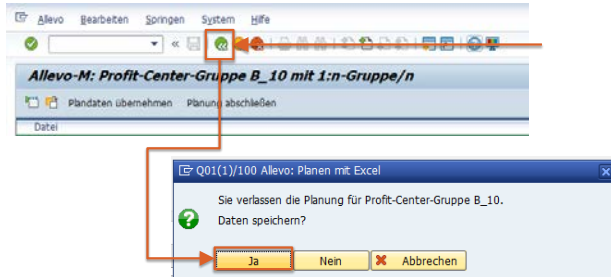 Allevo Bearbeiten Springen System Hilfe
Allevo-M: Profit-Center-Gruppe B_10 mit 1:n-Gruppe/n
Plandaten übernehmen Planung abschließen
Datei
Q01(1)/100 Allevo: Planen mit Excel
Sie verlassen die Planung für Profit-Center-Gruppe B_10.
Daten speichern?
Ja Nein Abbrechen